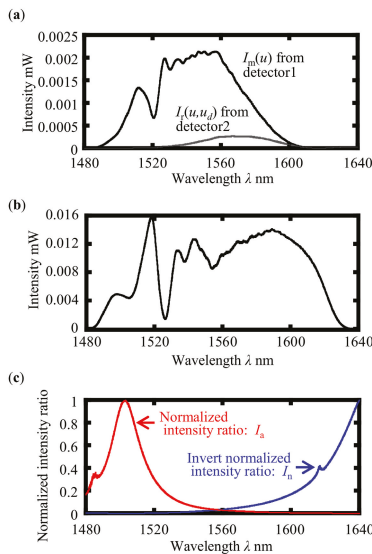 (a)
0.0025
0.002
0.0015
0.001
0.0005
0
Intensity mW
Im(u) from
detector1
Ir(u,ud) from
detector2
1480 1520 1560 1600 1640
Wavelength λ nm
(b)
0.016
0.012
0.008
0.004
0
Intensity mW
1480 1520 1560 1600 1640
Wavelength λ nm
(c)
1
0.8
0.6
0.4
0.2
0
Normalized intensity ratio
Normalized
intensity ratio: Ia
Invert normalized
intensity ratio: In
1480 1520 1560 1600 1640
Wavelength λ nm